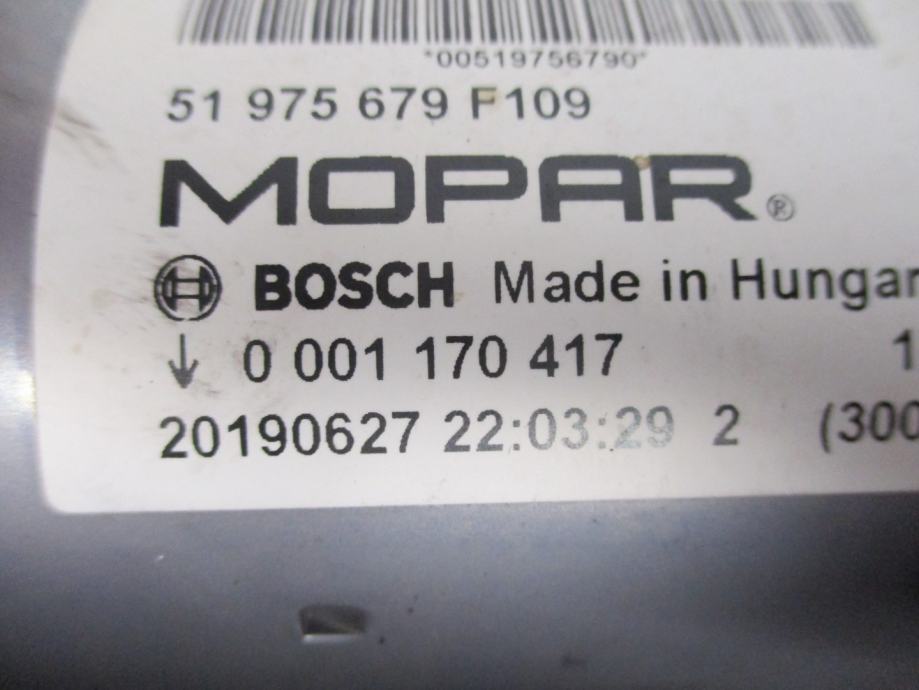 *00519756790*
51 975 679 F109
MOPAR®
BOSCH Made in Hungar
↓ 0 001 170 417 1
20190627 22:03:29 2 (300